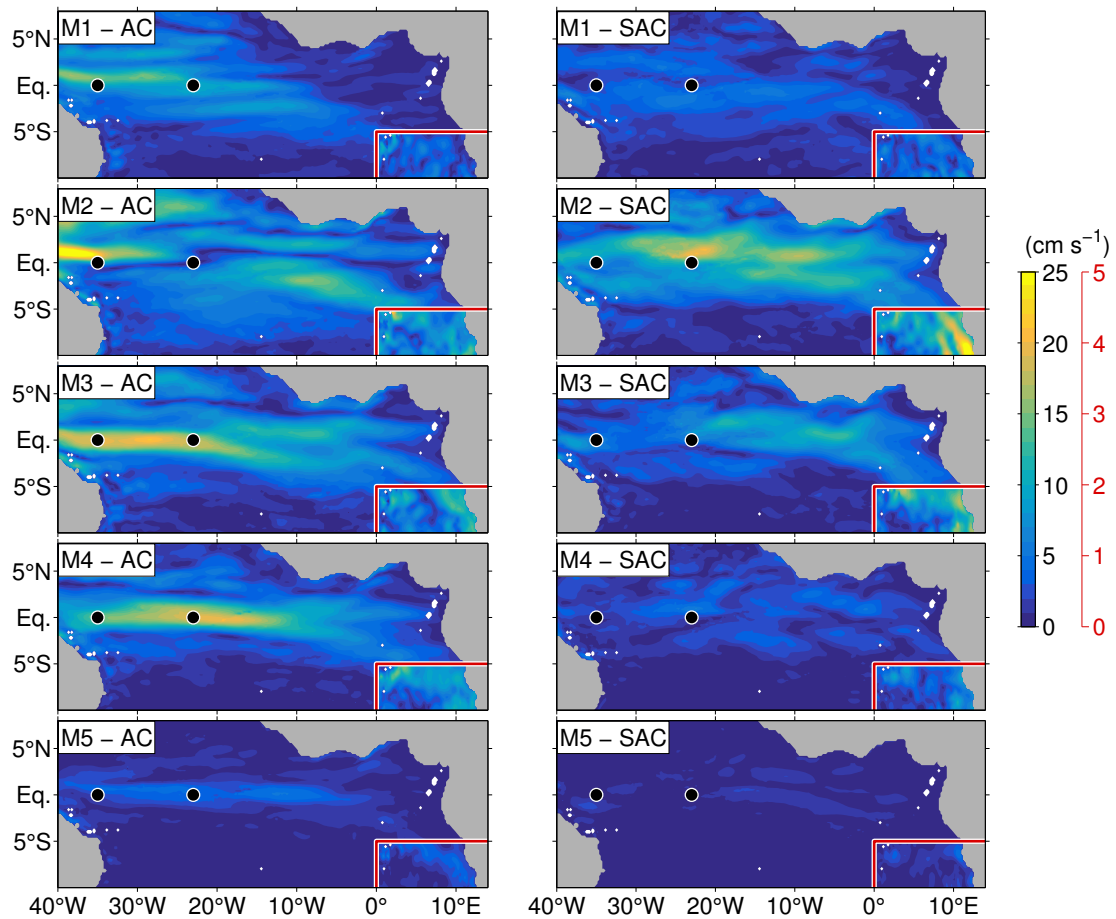 M1 – AC
M1 – SAC
5°N
Eq.
5°S
M2 – AC
M2 – SAC
5°N
Eq.
5°S
(cm s⁻¹)
25
20
15
10
5
0
5
4
3
2
1
0
M3 – AC
M3 – SAC
5°N
Eq.
5°S
M4 – AC
M4 – SAC
5°N
Eq.
5°S
M5 – AC
M5 – SAC
5°N
Eq.
5°S
40°W 30°W 20°W 10°W 0° 10°E
40°W 30°W 20°W 10°W 0° 10°E